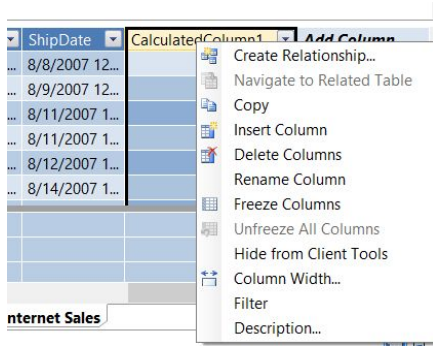 ShipDate CalculatedColumn1 Add Column
... 8/8/2007 12...
... 8/9/2007 12...
... 8/11/2007 1...
... 8/11/2007 1...
... 8/12/2007 1...
... 8/14/2007 1...
Create Relationship...
Navigate to Related Table
Copy
Insert Column
Delete Columns
Rename Column
Freeze Columns
Unfreeze All Columns
Hide from Client Tools
Column Width...
Filter
Description...
nternet Sales